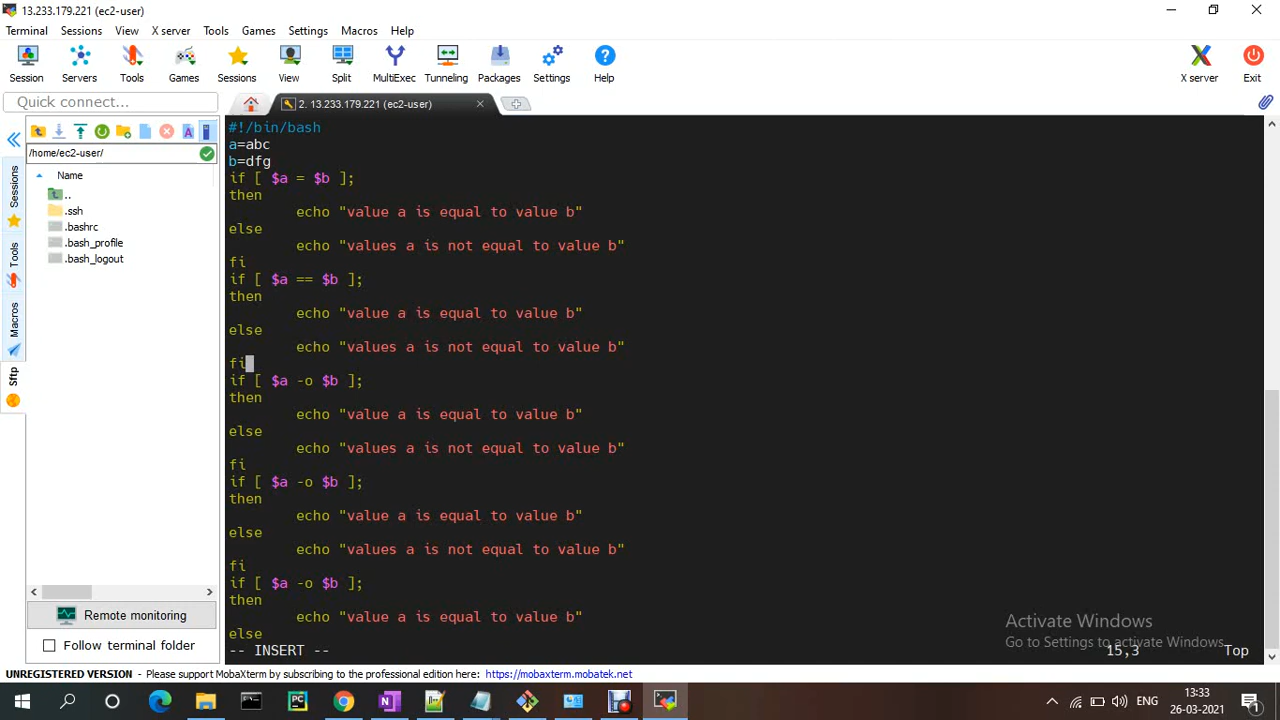 13.233.179.221 (ec2-user)
Terminal Sessions View X server Tools Games Settings Macros Help
Session Servers Tools Games Sessions View Split MultiExec Tunneling Packages Settings Help X server Exit
Quick connect...
2. 13.233.179.221 (ec2-user)
/home/ec2-user/
Name
..
.ssh
.bashrc
.bash_profile
.bash_logout
Sessions
Tools
Macros
Sftp
Remote monitoring
Follow terminal folder
#!/bin/bash
a=abc
b=dfg
if [ $a = $b ];
then
echo "value a is equal to value b"
else
echo "values a is not equal to value b"
fi
if [ $a == $b ];
then
echo "value a is equal to value b"
else
echo "values a is not equal to value b"
fi
if [ $a -o $b ];
then
echo "value a is equal to value b"
else
echo "values a is not equal to value b"
fi
if [ $a -o $b ];
then
echo "value a is equal to value b"
else
echo "values a is not equal to value b"
fi
if [ $a -o $b ];
then
echo "value a is equal to value b"
else
-- INSERT -- 15,3 Top
Activate Windows
Go to Settings to activate Windows.
UNREGISTERED VERSION - Please support MobaXterm by subscribing to the professional edition here: https://mobaxterm.mobatek.net
ENG
13:33
26-03-2021